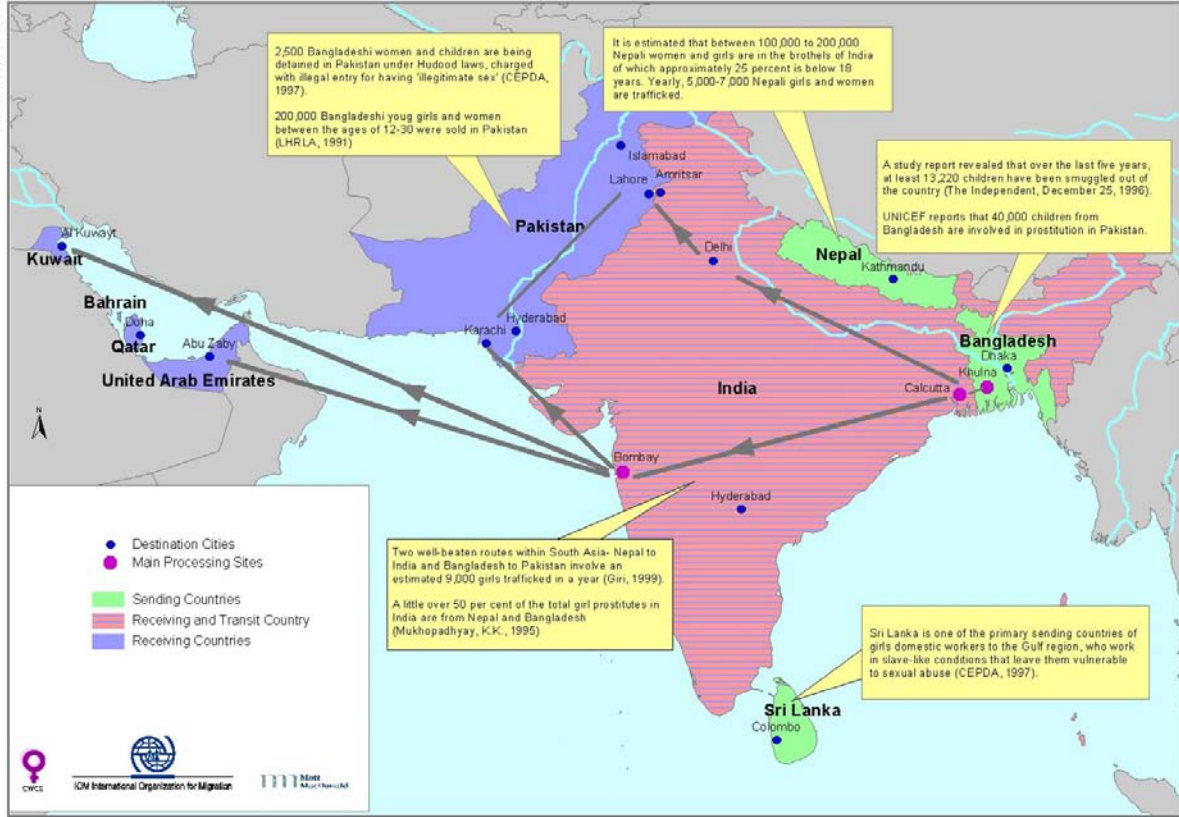 2,500 Bangladeshi women and children are being
detained in Pakistan under Hudood laws, charged
with illegal entry for having 'illegitimate sex' (CEPDA,
1997).
200,000 Bangladeshi youg girls and women
between the ages of 12-30 were sold in Pakistan
(LHRLA, 1991)
It is estimated that between 100,000 to 200,000
Nepali women and girls are in the brothels of India
of which approximately 25 percent is below 18
years. Yearly, 5,000-7,000 Nepali girls and women
are trafficked.
A study report revealed that over the last five years,
at least 13,220 children have been smuggled out of
the country (The Independent, December 25, 1996).
UNICEF reports that 40,000 children from
Bangladesh are involved in prostitution in Pakistan.
Islamabad
Lahore
Amritsar
Pakistan
Al Kuwayt
Kuwait
Delhi
Nepal
Kathmandu
Bahrain
Doha
Qatar
Abu Zaby
United Arab Emirates
Karachi
Hyderabad
Bangladesh
Dhaka
Khulna
Calcutta
India
N
Bombay
Hyderabad
Destination Cities
Main Processing Sites
Sending Countries
Receiving and Transit Country
Receiving Countries
Two well-beaten routes within South Asia- Nepal to
India and Bangladesh to Pakistan involve an
estimated 9,000 girls trafficked in a year (Giri, 1999).
A little over 50 per cent of the total girl prostitutes in
India are from Nepal and Bangladesh
(Mukhopadhyay, K.K., 1995)
Sri Lanka is one of the primary sending countries of
girls domestic workers to the Gulf region, who work
in slave-like conditions that leave them vulnerable
to sexual abuse (CEPDA, 1997).
Sri Lanka
Colombo
CWCS
IOM International Organization for Migration
Mott
MacDonald